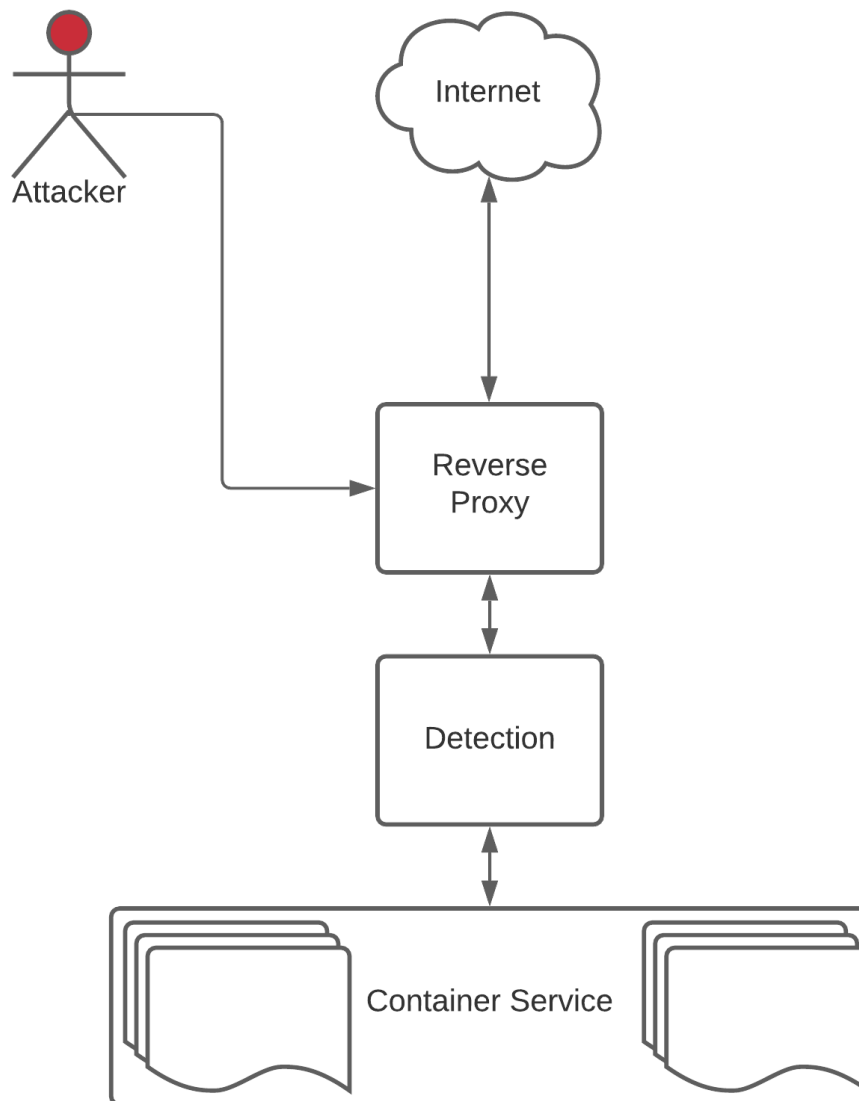 Internet
Attacker
Reverse
Proxy
Detection
Container Service